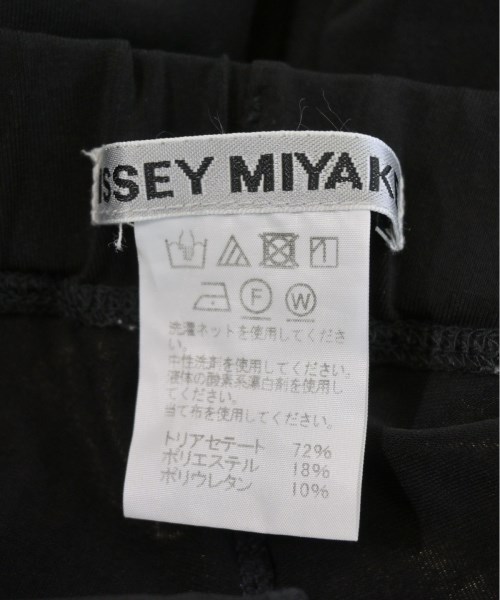 ISSEY MIYAK
F W
洗濯ネットを使用してくださ
い。
中性洗剤を使用してください。
液体の酸素系漂白剤を使用し
てください。
当て布を使用してください。
トリアセテート 72%
ポリエステル 18%
ポリウレタン 10%